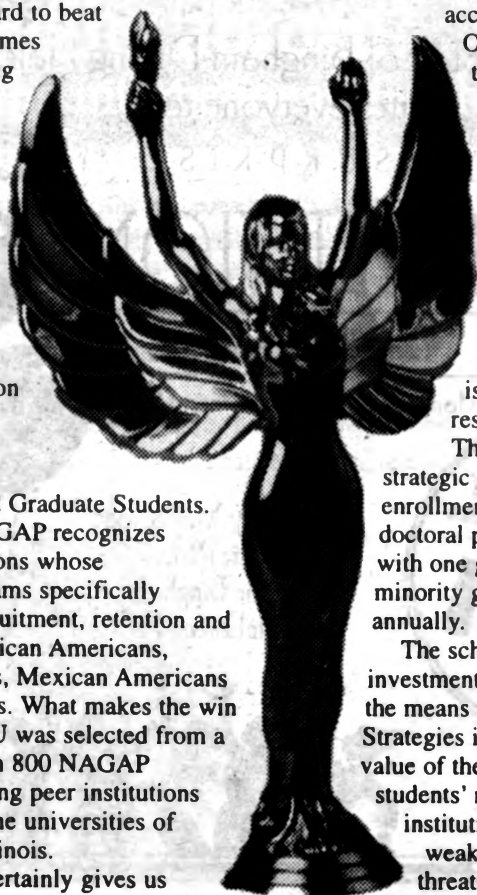 rd to beat
mes
g
on
Graduate Students.
GAP recognizes
ons whose
ams specifically
uitment, retention and
ican Americans,
s, Mexican Americans
s. What makes the win
U was selected from a
n 800 NAGAP
ng peer institutions
ne universities of
inois.
ertainly gives us
acc
O
t
is
res
Th
strategic
enrollmen
doctoral p
with one g
minority g
annually.
The sch
investment
the means
Strategies i
value of the
students' r
instituti
weak
threat